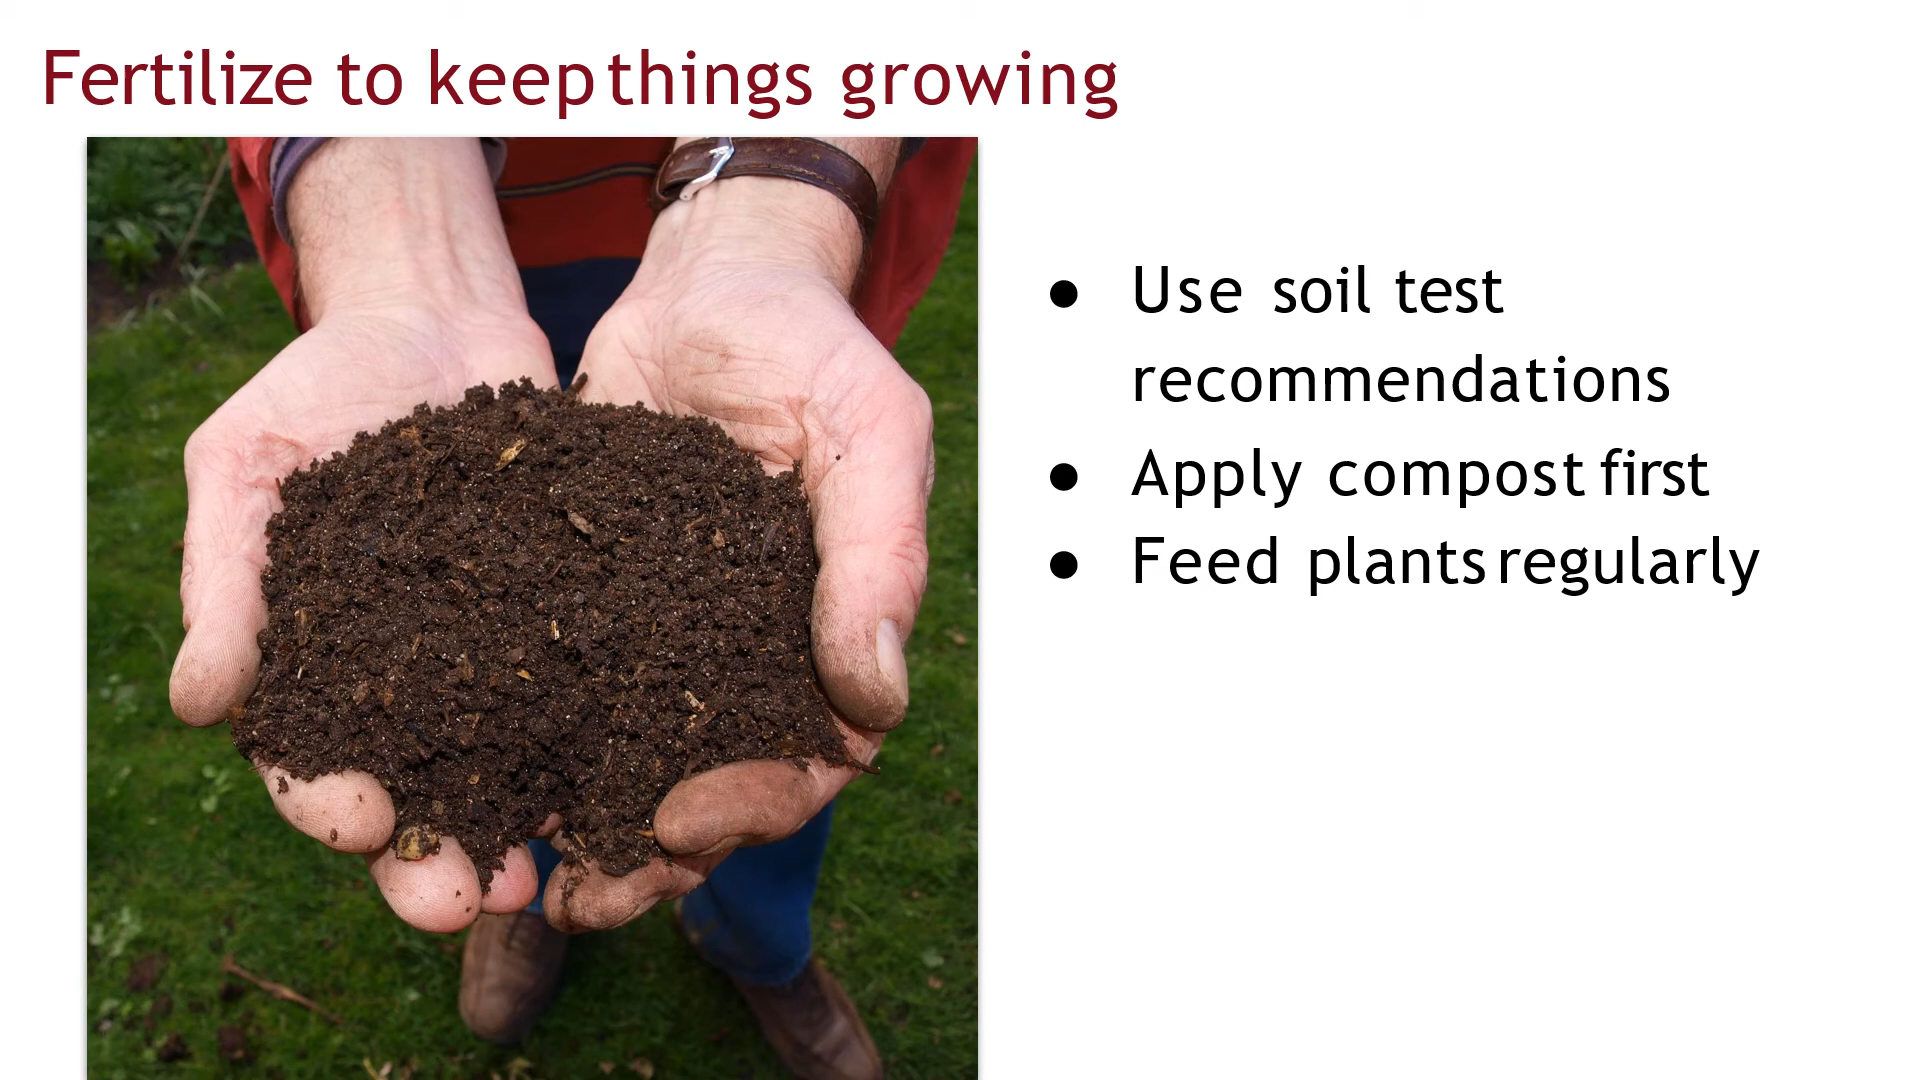 Fertilize to keep things growing
● Use soil test
recommendations
● Apply compost first
● Feed plants regularly